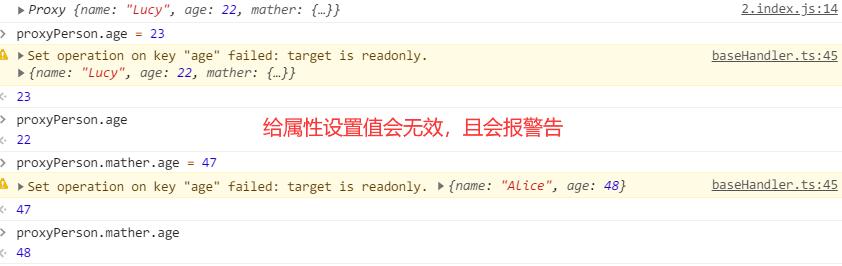 Proxy {name: "Lucy", age: 22, mather: {…}} 2.index.js:14
> proxyPerson.age = 23
Set operation on key "age" failed: target is readonly. baseHandler.ts:45
{name: "Lucy", age: 22, mather: {…}}
23
> proxyPerson.age
22
给属性设置值会无效，且会报警告
> proxyPerson.mather.age = 47
Set operation on key "age" failed: target is readonly. {name: "Alice", age: 48} baseHandler.ts:45
47
> proxyPerson.mather.age
48